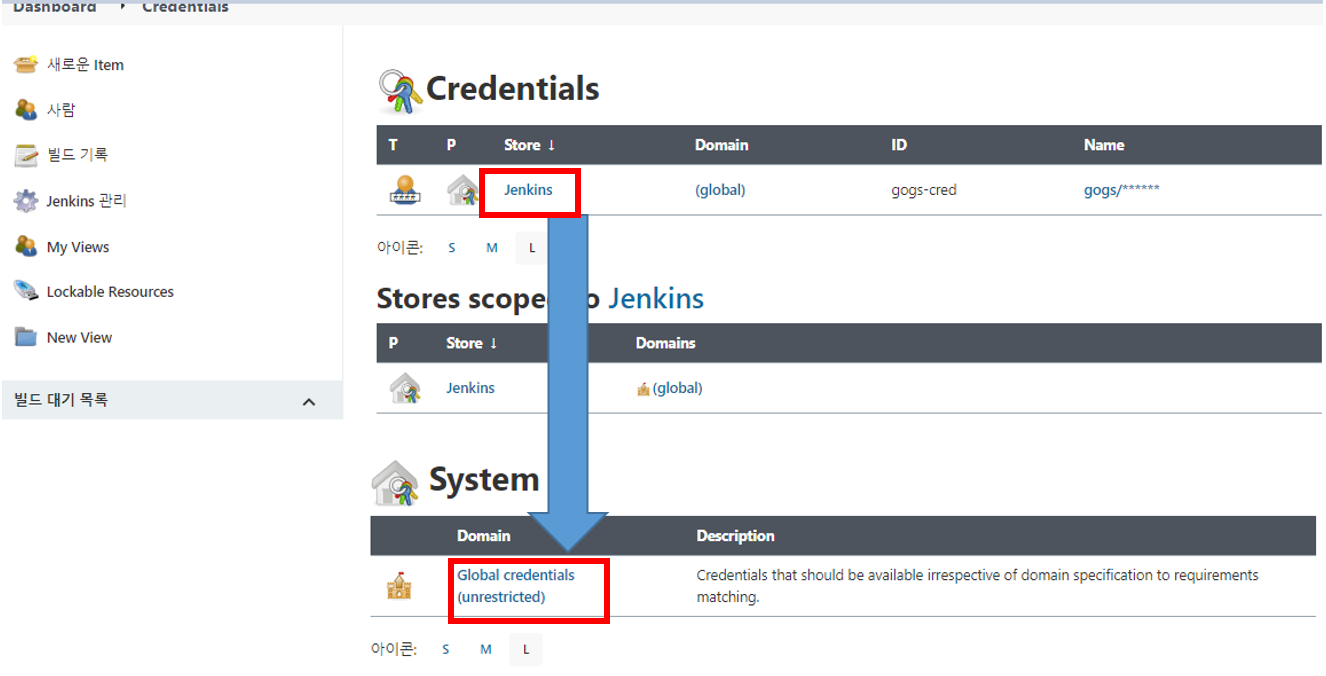 Dashboard
Credentials
새로운 Item
사람
빌드 기록
Jenkins 관리
My Views
Lockable Resources
New View
빌드 대기 목록
Credentials
T P Store ↓ Domain ID Name
Jenkins (global) gogs-cred gogs/******
아이콘: S M L
Stores scope o Jenkins
P Store ↓ Domains
Jenkins (global)
System
Domain Description
Global credentials
(unrestricted)
Credentials that should be available irrespective of domain specification to requirements
matching.
아이콘: S M L